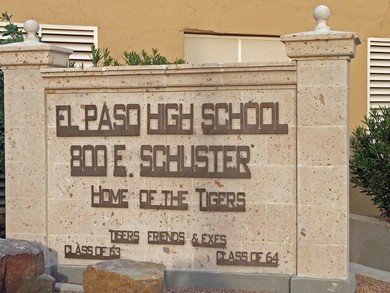 EL PASO HIGH SCHOOL
800 E. SCHUSTER
HOME OF THE TIGERS
TIGERS FRIENDS & EXES
CLASS OF 63 CLASS OF 64